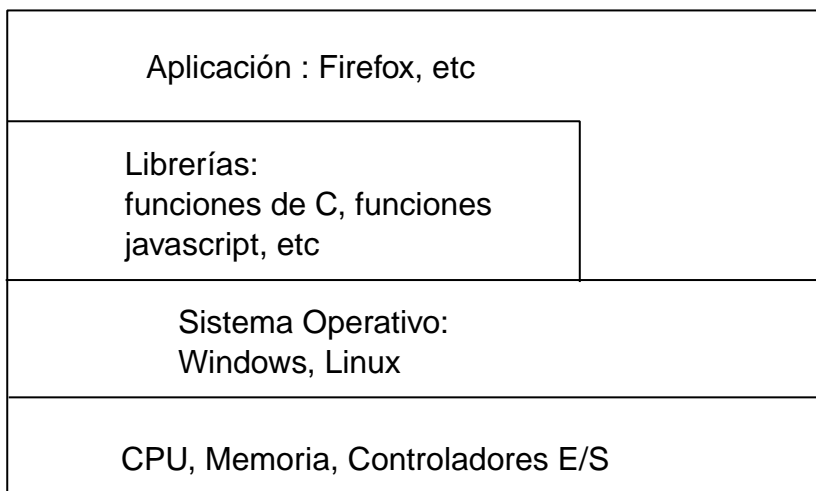 Aplicación : Firefox, etc
Librerías:
funciones de C, funciones
javascript, etc
Sistema Operativo:
Windows, Linux
CPU, Memoria, Controladores E/S